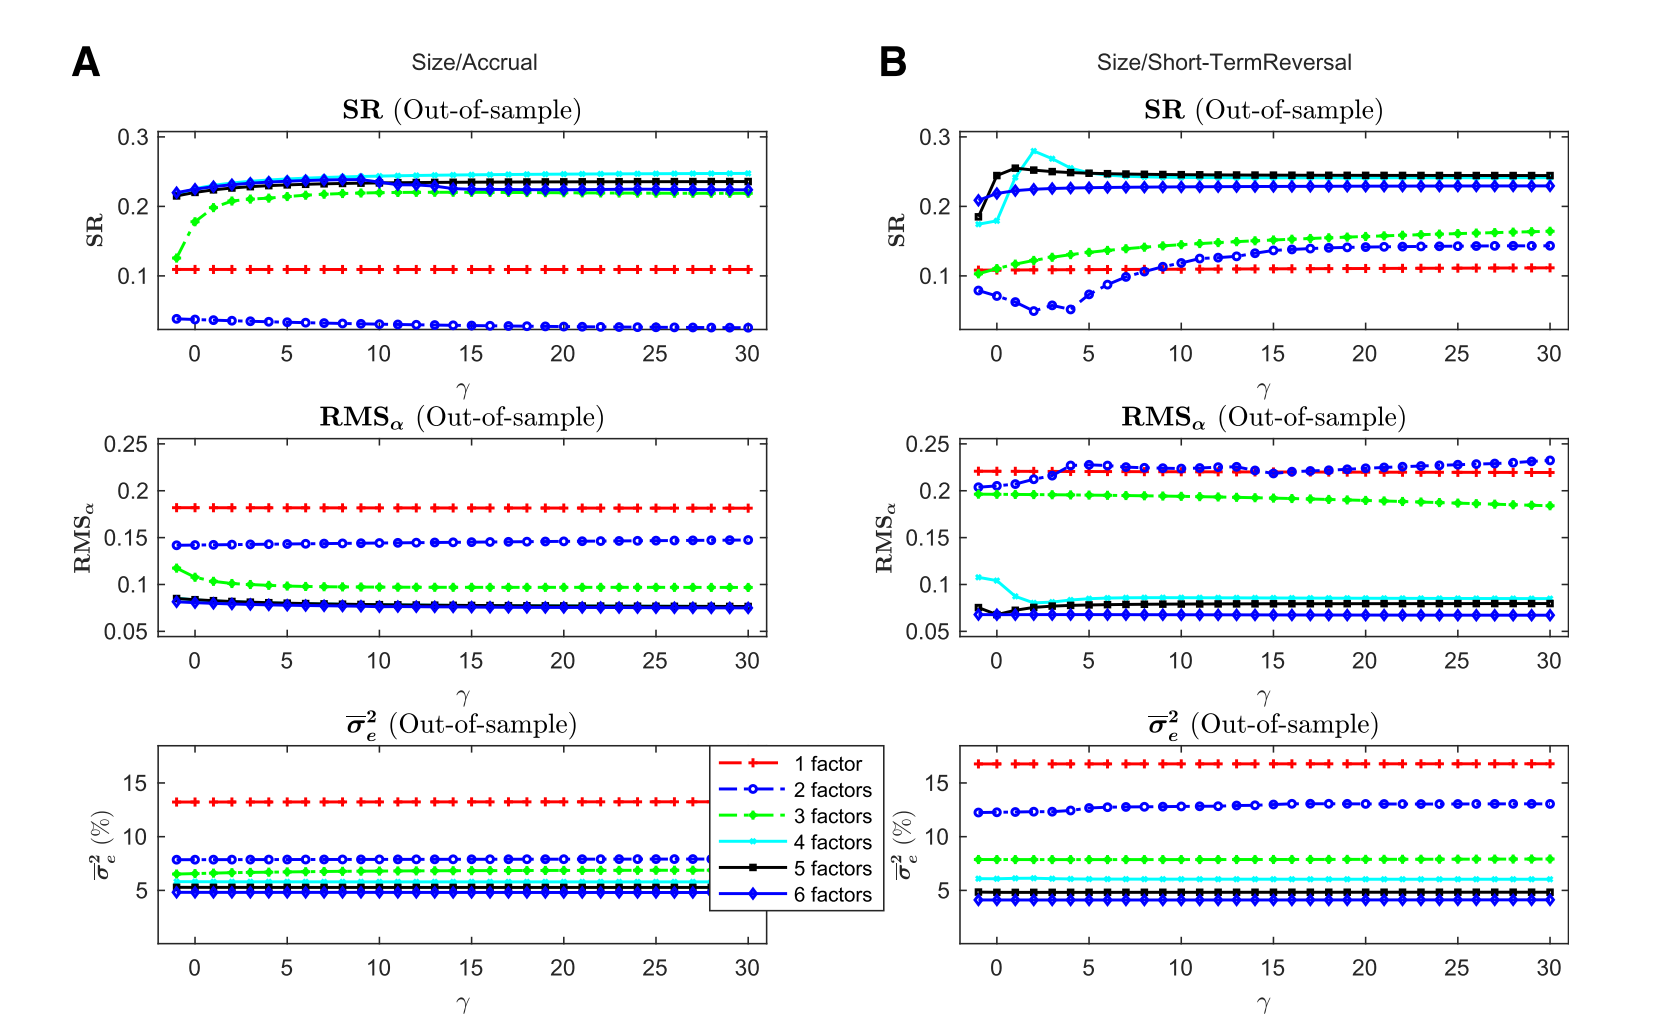 A
Size/Accrual
SR (Out-of-sample)
0.3
0.2
0.1
SR
0 5 10 15 20 25 30
γ
RMSα (Out-of-sample)
0.25
0.2
0.15
0.1
0.05
RMSα
0 5 10 15 20 25 30
γ
σ̅²ₑ (Out-of-sample)
15
10
5
σ̅²ₑ (%)
0 5 10 15 20 25 30
γ
1 factor
2 factors
3 factors
4 factors
5 factors
6 factors
B
Size/Short-TermReversal
SR (Out-of-sample)
0.3
0.2
0.1
SR
0 5 10 15 20 25 30
γ
RMSα (Out-of-sample)
0.25
0.2
0.15
0.1
0.05
RMSα
0 5 10 15 20 25 30
γ
σ̅²ₑ (Out-of-sample)
15
10
5
σ̅²ₑ (%)
0 5 10 15 20 25 30
γ